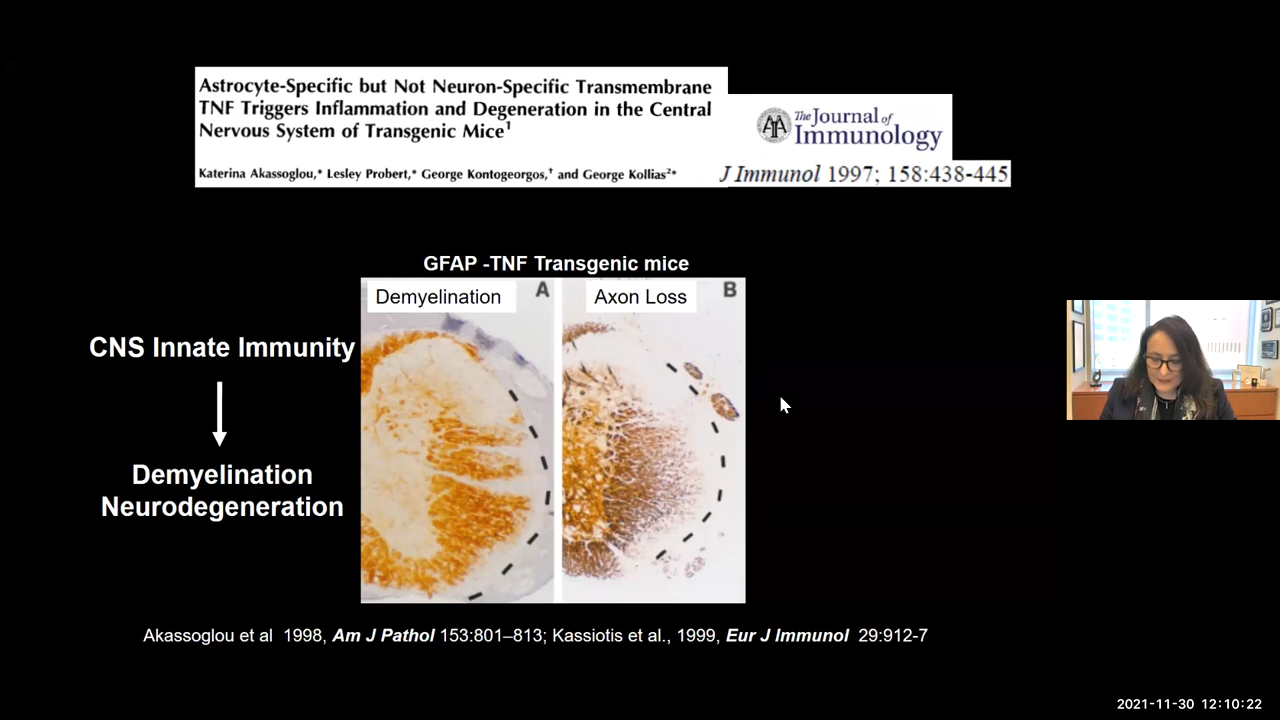 Astrocyte-Specific but Not Neuron-Specific Transmembrane
TNF Triggers Inflammation and Degeneration in the Central
Nervous System of Transgenic Mice¹
Katerina Akassoglou,* Lesley Probert,* George Kontogeorgos,† and George Kollias²*
The Journal of
Immunology
J Immunol 1997; 158:438-445
GFAP -TNF Transgenic mice
Demyelination A
Axon Loss B
CNS Innate Immunity
Demyelination
Neurodegeneration
Akassoglou et al 1998, Am J Pathol 153:801–813; Kassiotis et al., 1999, Eur J Immunol 29:912-7
2021-11-30 12:10:22